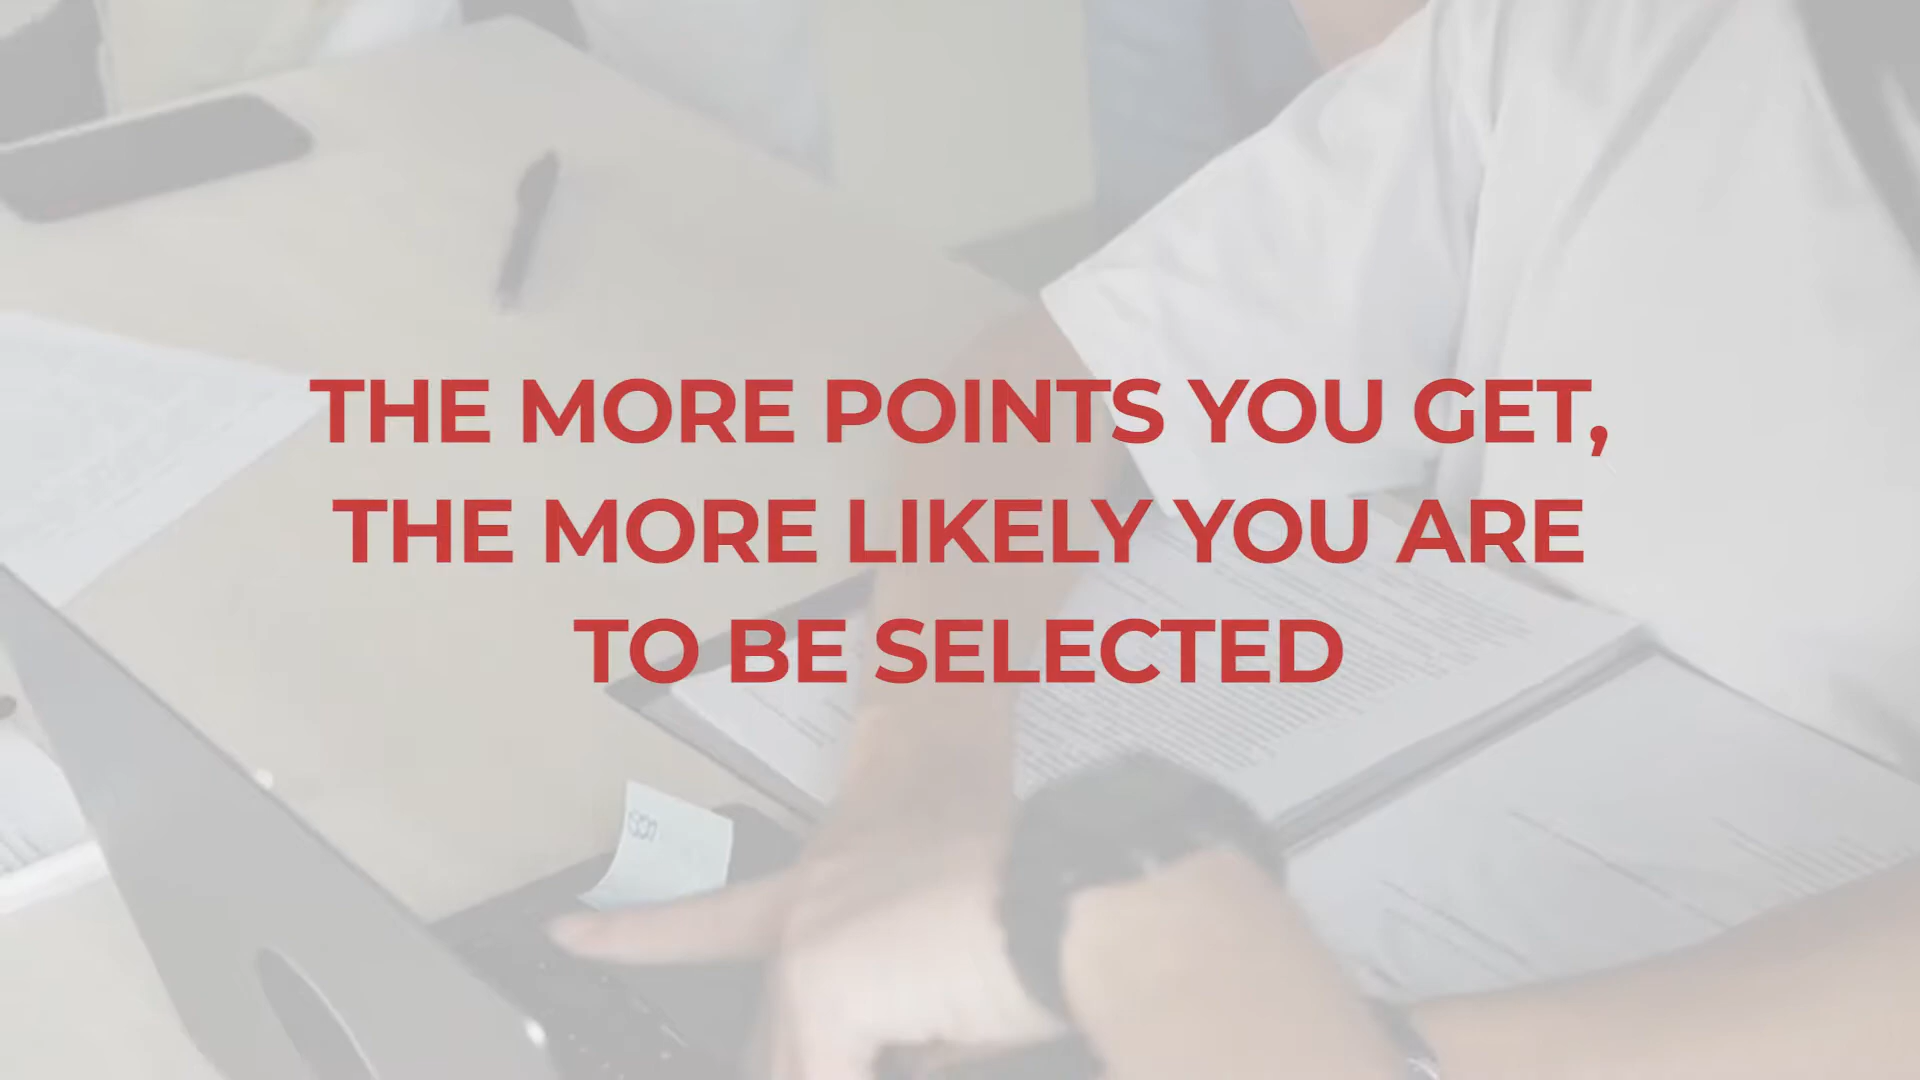 THE MORE POINTS YOU GET,
THE MORE LIKELY YOU ARE
TO BE SELECTED